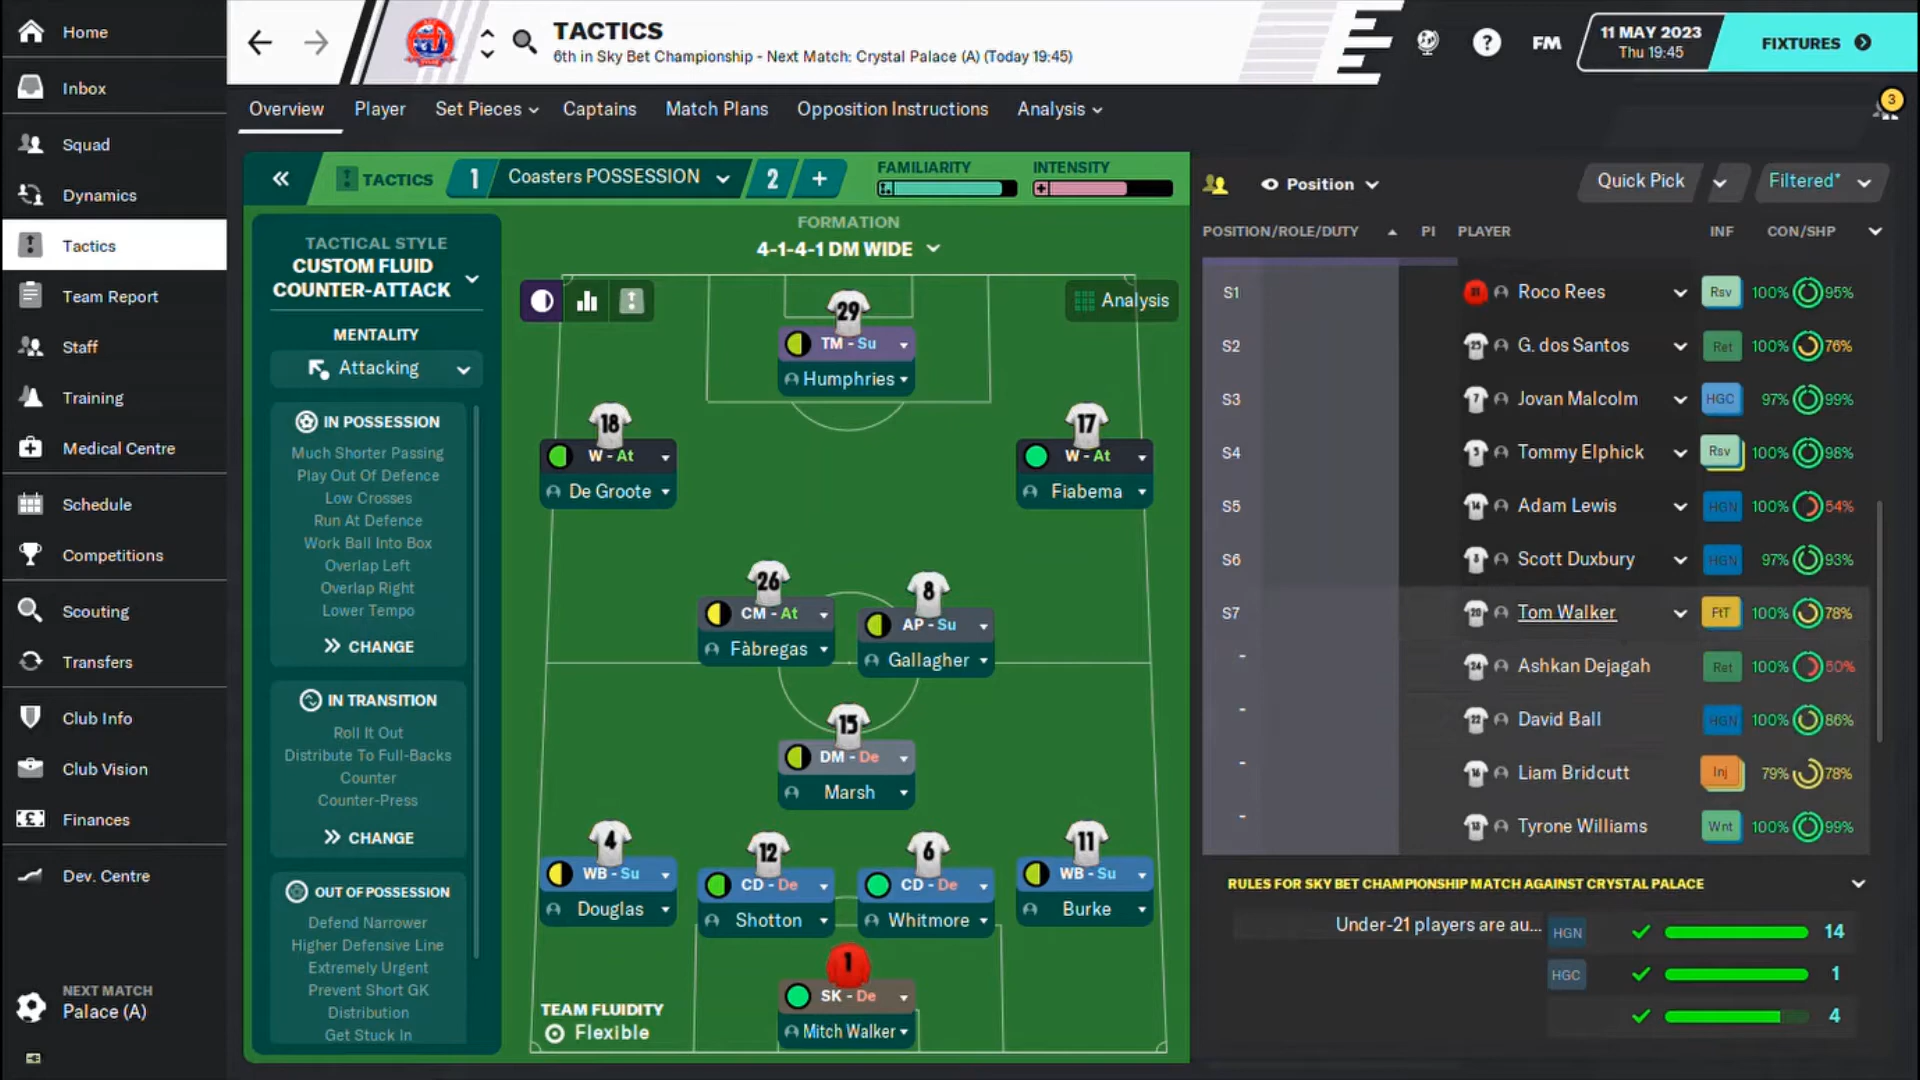 Home
Inbox
Squad
Dynamics
Tactics
Team Report
Staff
Training
Medical Centre
Schedule
Competitions
Scouting
Transfers
Club Info
Club Vision
Finances
Dev. Centre
NEXT MATCH
Palace (A)
TACTICS
6th in Sky Bet Championship - Next Match: Crystal Palace (A) (Today 19:45)
?
FM
11 MAY 2023
Thu 19:45
FIXTURES
Overview
Player
Set Pieces
Captains
Match Plans
Opposition Instructions
Analysis
3
TACTICS
1
Coasters POSSESSION
2
+
FAMILIARITY
INTENSITY
TACTICAL STYLE
CUSTOM FLUID
COUNTER-ATTACK
MENTALITY
Attacking
IN POSSESSION
Much Shorter Passing
Play Out Of Defence
Low Crosses
Run At Defence
Work Ball Into Box
Overlap Left
Overlap Right
Lower Tempo
CHANGE
IN TRANSITION
Roll It Out
Distribute To Full-Backs
Counter
Counter-Press
CHANGE
OUT OF POSSESSION
Defend Narrower
Higher Defensive Line
Extremely Urgent
Prevent Short GK
Distribution
Get Stuck In
FORMATION
4-1-4-1 DM WIDE
Analysis
29
TM - Su
Humphries
18
W - At
De Groote
17
W - At
Fiabema
26
CM - At
Fàbregas
8
AP - Su
Gallagher
15
DM - De
Marsh
4
WB - Su
Douglas
12
CD - De
Shotton
6
CD - De
Whitmore
11
WB - Su
Burke
1
SK - De
Mitch Walker
TEAM FLUIDITY
Flexible
Position
Quick Pick
Filtered*
POSITION/ROLE/DUTY
PI
PLAYER
INF
CON/SHP
S1 Roco Rees Rsv 100% 95%
S2 G. dos Santos Ret 100% 76%
S3 Jovan Malcolm HGC 97% 99%
S4 Tommy Elphick Rsv 100% 98%
S5 Adam Lewis HGN 100% 54%
S6 Scott Duxbury HGN 97% 93%
S7 Tom Walker FtT 100% 78%
- Ashkan Dejagah Ret 100% 50%
- David Ball HGN 100% 86%
- Liam Bridcutt Inj 79% 78%
- Tyrone Williams Wnt 100% 99%
RULES FOR SKY BET CHAMPIONSHIP MATCH AGAINST CRYSTAL PALACE
Under-21 players are au...
HGN 14
HGC 1
4